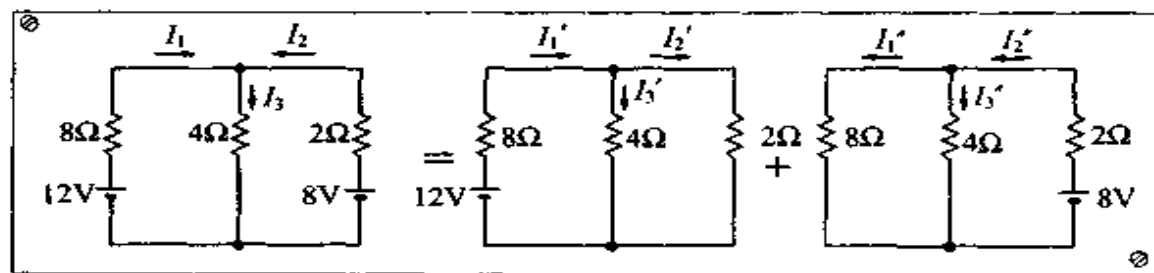 I₁ I₂ I₁′ I₂′ I₁″ I₂″
I₃ I₃′ I₃″
8Ω 4Ω 2Ω = 8Ω 4Ω 2Ω + 8Ω 4Ω 2Ω
12V 8V 12V 8V